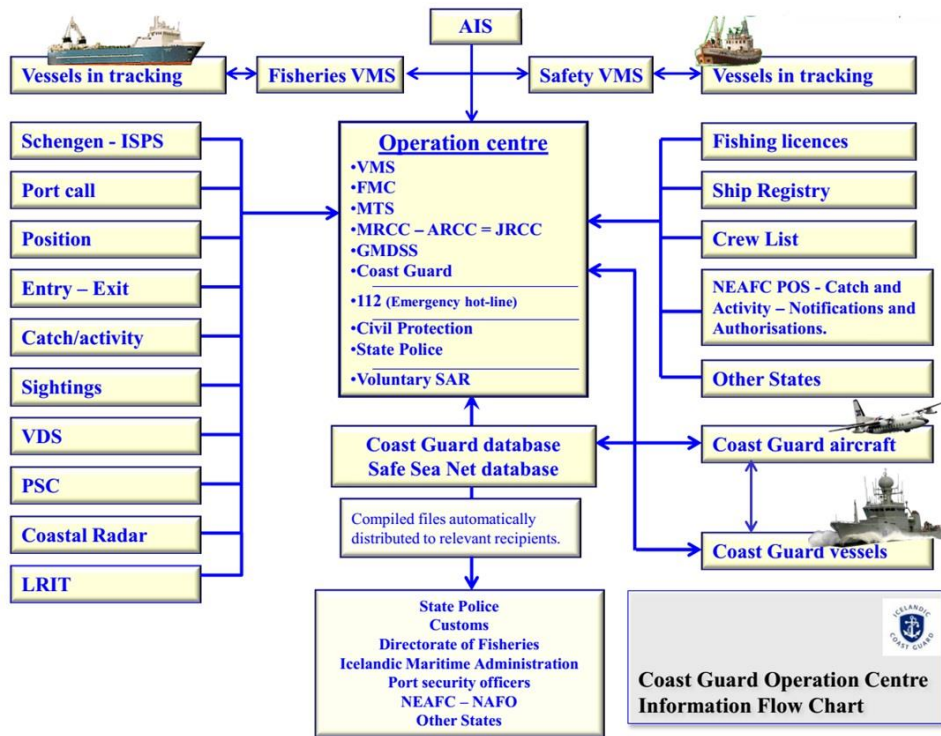 AIS
Vessels in tracking
Fisheries VMS
Safety VMS
Vessels in tracking
Schengen - ISPS
Port call
Position
Entry – Exit
Catch/activity
Sightings
VDS
PSC
Coastal Radar
LRIT
Operation centre
•VMS
•FMC
•MTS
•MRCC – ARCC = JRCC
•GMDSS
•Coast Guard
•112 (Emergency hot-line)
•Civil Protection
•State Police
•Voluntary SAR
Fishing licences
Ship Registry
Crew List
NEAFC POS - Catch and
Activity – Notifications and
Authorisations.
Other States
Coast Guard database
Safe Sea Net database
Coast Guard aircraft
Coast Guard vessels
Compiled files automatically
distributed to relevant recipients.
State Police
Customs
Directorate of Fisheries
Icelandic Maritime Administration
Port security officers
NEAFC – NAFO
Other States
ICELANDIC
COAST GUARD
Coast Guard Operation Centre
Information Flow Chart